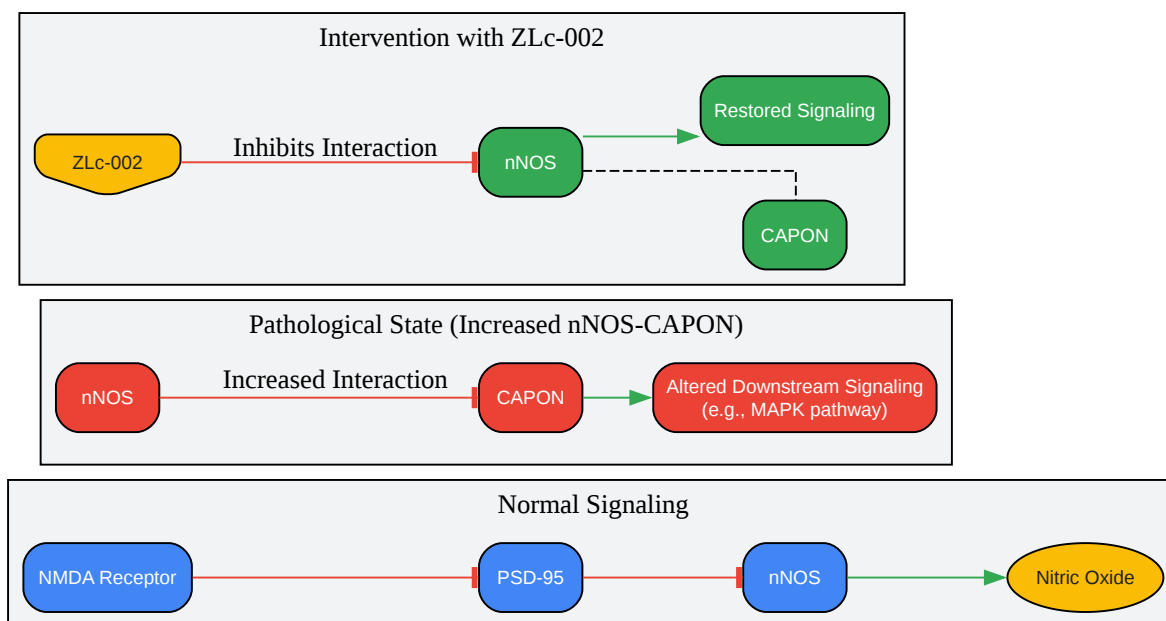 Intervention with ZLc-002
ZLc-002
Inhibits Interaction
nNOS
Restored Signaling
CAPON
Pathological State (Increased nNOS-CAPON)
nNOS
Increased Interaction
CAPON
Altered Downstream Signaling
(e.g., MAPK pathway)
Normal Signaling
NMDA Receptor
PSD-95
nNOS
Nitric Oxide